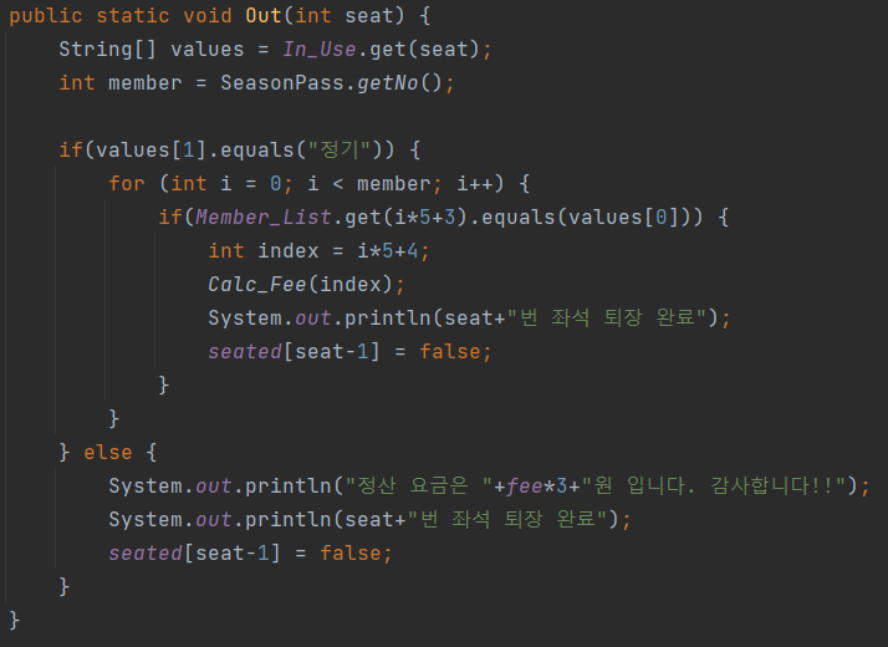 public static void Out(int seat) {
    String[] values = In_Use.get(seat);
    int member = SeasonPass.getNo();

    if(values[1].equals("정기")) {
        for (int i = 0; i < member; i++) {
            if(Member_List.get(i*5+3).equals(values[0])) {
                int index = i*5+4;
                Calc_Fee(index);
                System.out.println(seat+"번 좌석 퇴장 완료");
                seated[seat-1] = false;
            }
        }
    } else {
        System.out.println("정산 요금은 "+fee*3+"원 입니다. 감사합니다!!");
        System.out.println(seat+"번 좌석 퇴장 완료");
        seated[seat-1] = false;
    }
}